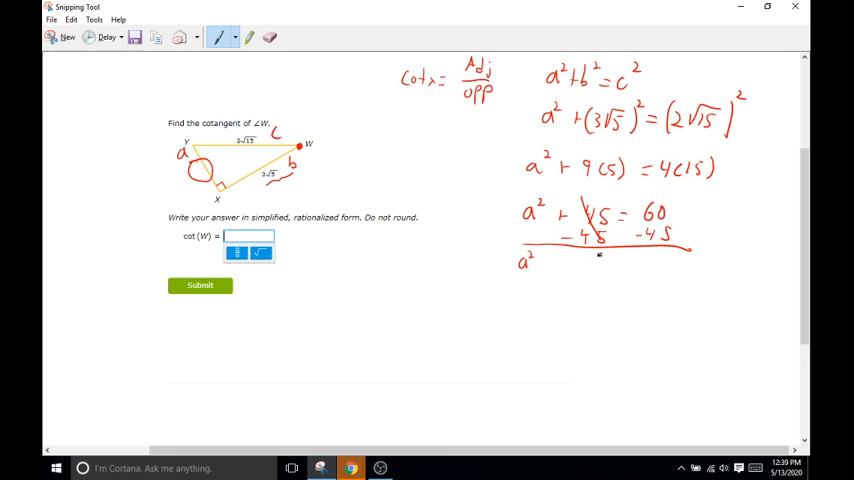 Snipping Tool
File Edit Tools Help
New Delay
cotx = Adj / opp
a² + b² = c²
a² + (3√5)² = (2√15)²
a² + 9(5) = 4(15)
a² + 45 = 60
- 45 - 45
a²
Find the cotangent of ∠W.
Y 2√15 c W
a b
3√5
X
Write your answer in simplified, rationalized form. Do not round.
cot (W) =
Submit
I'm Cortana. Ask me anything.
12:39 PM
5/13/2020